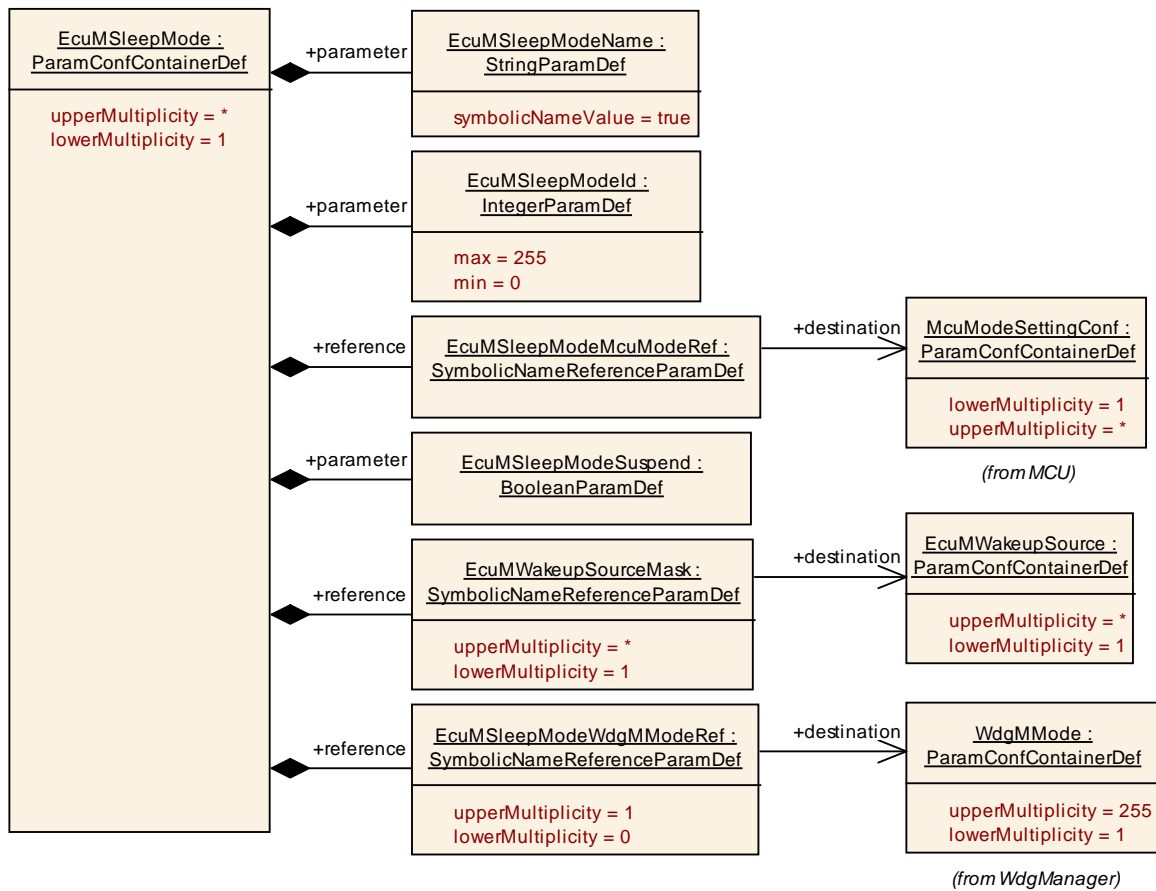 EcuMSleepMode :
ParamConfContainerDef
upperMultiplicity = *
lowerMultiplicity = 1
+parameter
EcuMSleepModeName :
StringParamDef
symbolicNameValue = true
+parameter
EcuMSleepModeId :
IntegerParamDef
max = 255
min = 0
+reference
EcuMSleepModeMcuModeRef :
SymbolicNameReferenceParamDef
+destination
McuModeSettingConf :
ParamConfContainerDef
lowerMultiplicity = 1
upperMultiplicity = *
(from MCU)
+parameter
EcuMSleepModeSuspend :
BooleanParamDef
+reference
EcuMWakeupSourceMask :
SymbolicNameReferenceParamDef
upperMultiplicity = *
lowerMultiplicity = 1
+destination
EcuMWakeupSource :
ParamConfContainerDef
upperMultiplicity = *
lowerMultiplicity = 1
+reference
EcuMSleepModeWdgMModeRef :
SymbolicNameReferenceParamDef
upperMultiplicity = 1
lowerMultiplicity = 0
+destination
WdgMMode :
ParamConfContainerDef
upperMultiplicity = 255
lowerMultiplicity = 1
(from WdgManager)